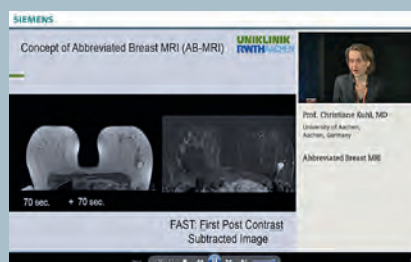 SIEMENS
Concept of Abbreviated Breast MRI (AB-MRI)
UNIKLINIK
RWTHAACHEN
Prof. Christiane Kuhl, MD
University of Aachen,
Aachen, Germany
Abbreviated Breast MRI
70 sec. + 70 sec.
FAST: First Post Contrast
Subtracted Image